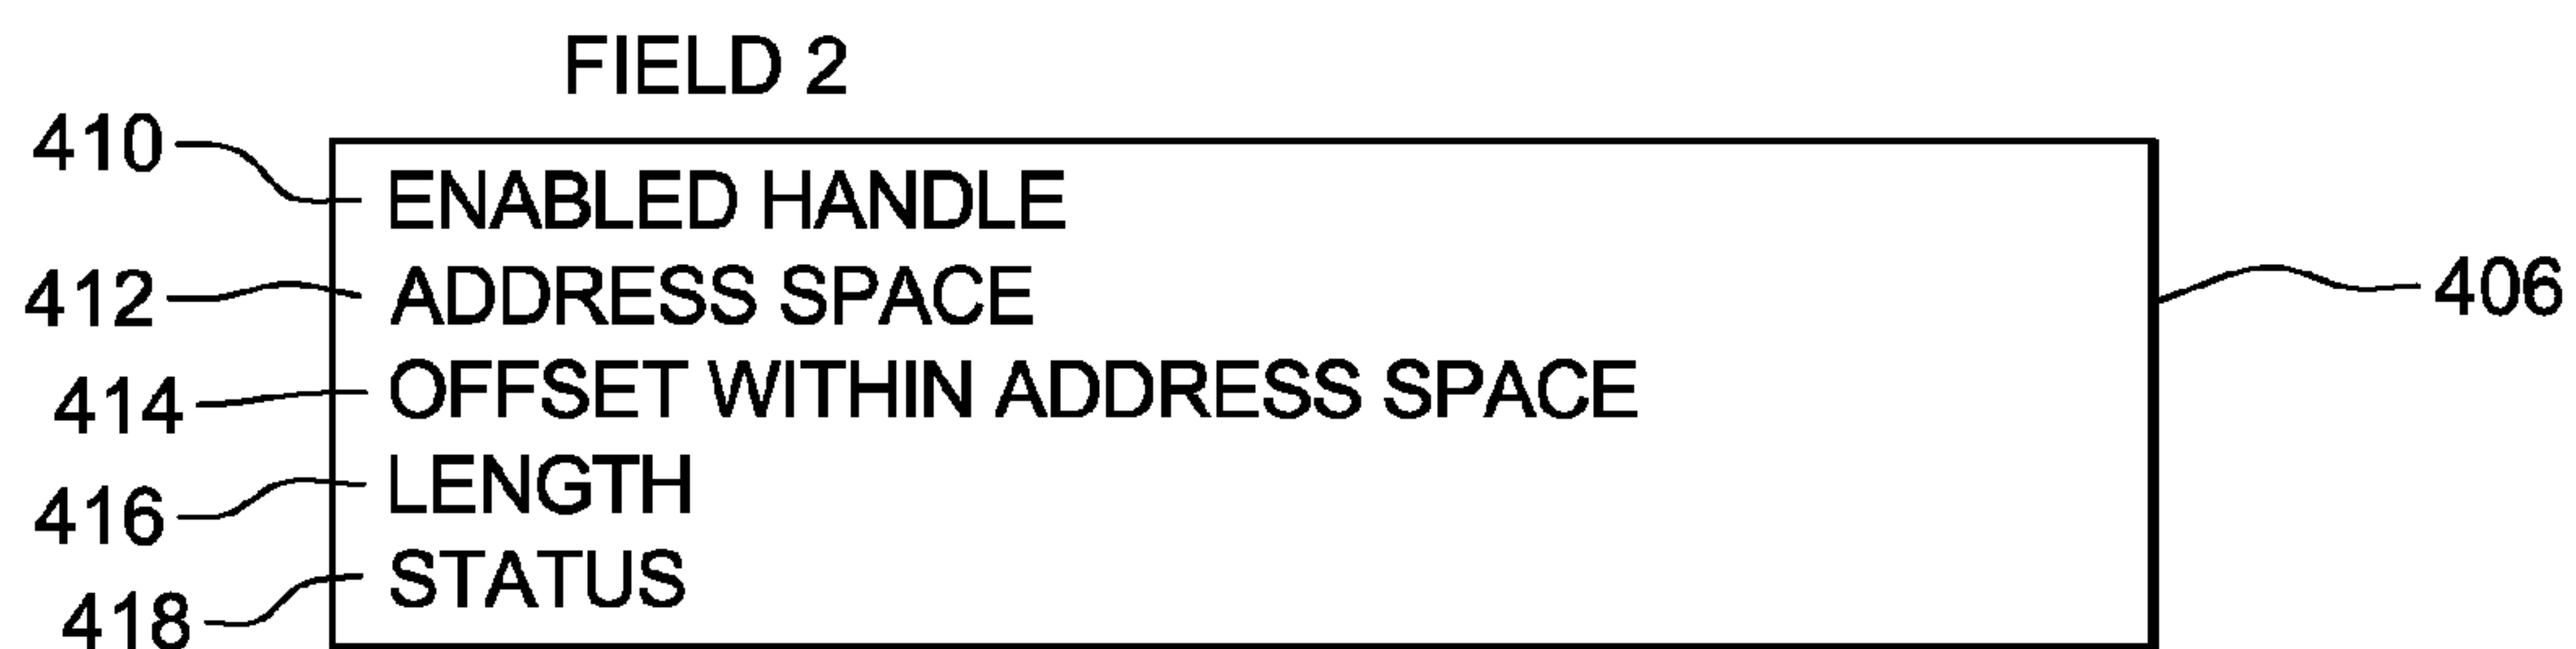 FIELD 2
410 ENABLED HANDLE
412 ADDRESS SPACE 406
414 OFFSET WITHIN ADDRESS SPACE
416 LENGTH
418 STATUS